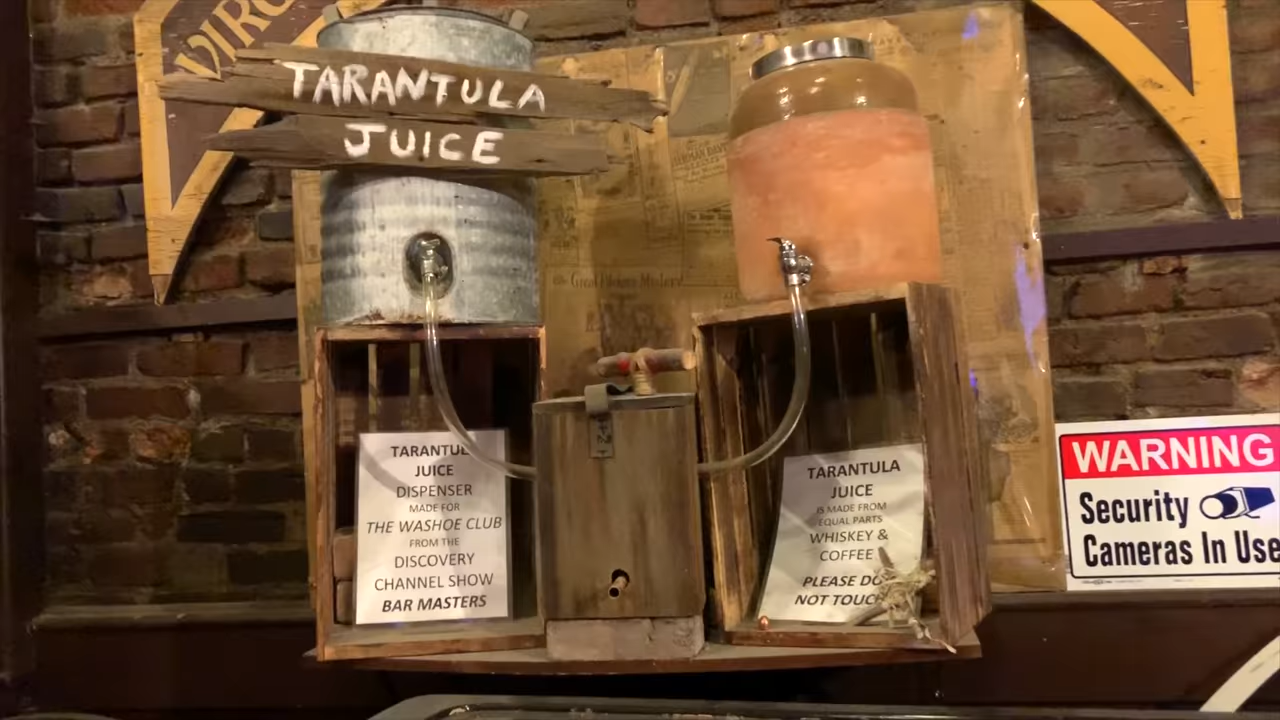 TARANTULA
JUICE
TARANTUL
JUICE
DISPENSER
MADE FOR
THE WASHOE CLUB
FROM THE
DISCOVERY
CHANNEL SHOW
BAR MASTERS
TARANTULA
JUICE
IS MADE FROM
EQUAL PARTS
WHISKEY &
COFFEE
PLEASE DO
NOT TOUCH
WARNING
Security
Cameras In Use